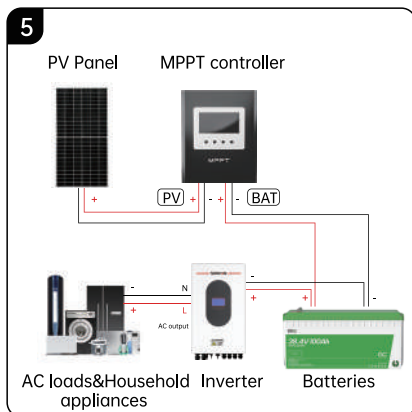 5
PV Panel
MPPT controller
MPPT
+ PV + - + - BAT
- N
+ L
AC output
- +
+ -
AC loads&Household
appliances
Inverter
Batteries